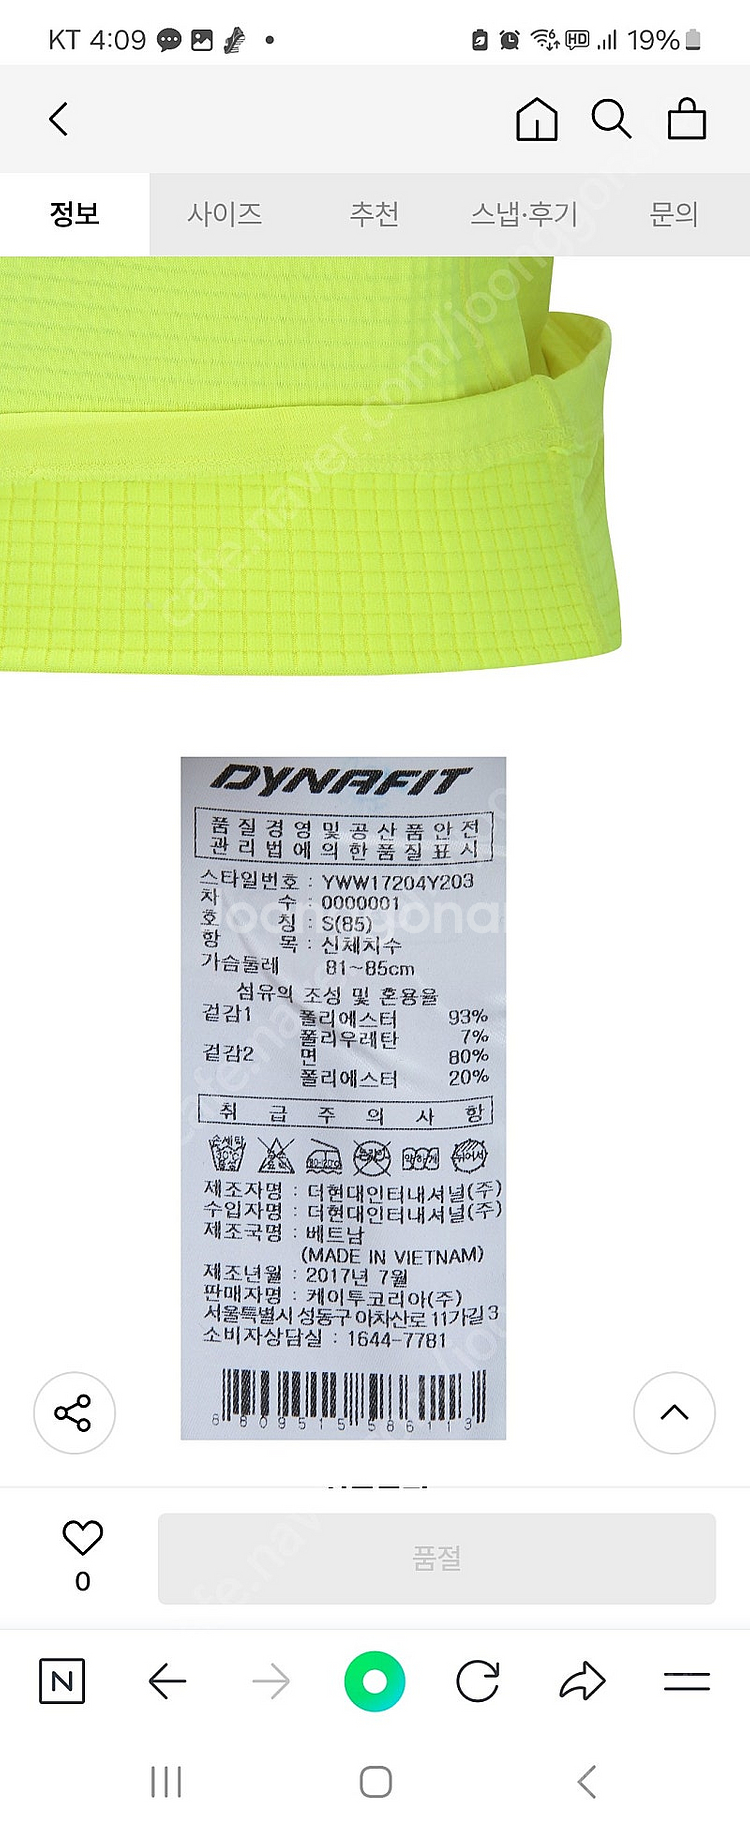 KT 4:09
HD
19%
정보
사이즈
추천
스냅·후기
문의
cafe.naver.com/joonggonara
DYNAFIT
품질경영및공산품안전
관리법에의한품질표시
스타일번호 : YWW17204Y203
차 수 : 0000001
호 칭 : S(85)
항 목 : 신체치수
가슴둘레 81~85cm
섬유의 조성 및 혼용율
겉감1 폴리에스터 93%
폴리우레탄 7%
겉감2 면 80%
폴리에스터 20%
취급주의사항
제조자명 : 더현대인터내셔널(주)
수입자명 : 더현대인터내셔널(주)
제조국명 : 베트남
(MADE IN VIETNAM)
제조년월 : 2017년 7월
판매자명 : 케이투코리아(주)
서울특별시 성동구 아차산로 11가길 3
소비자상담실 : 1644-7781
8 809515 586113
0
품절
N